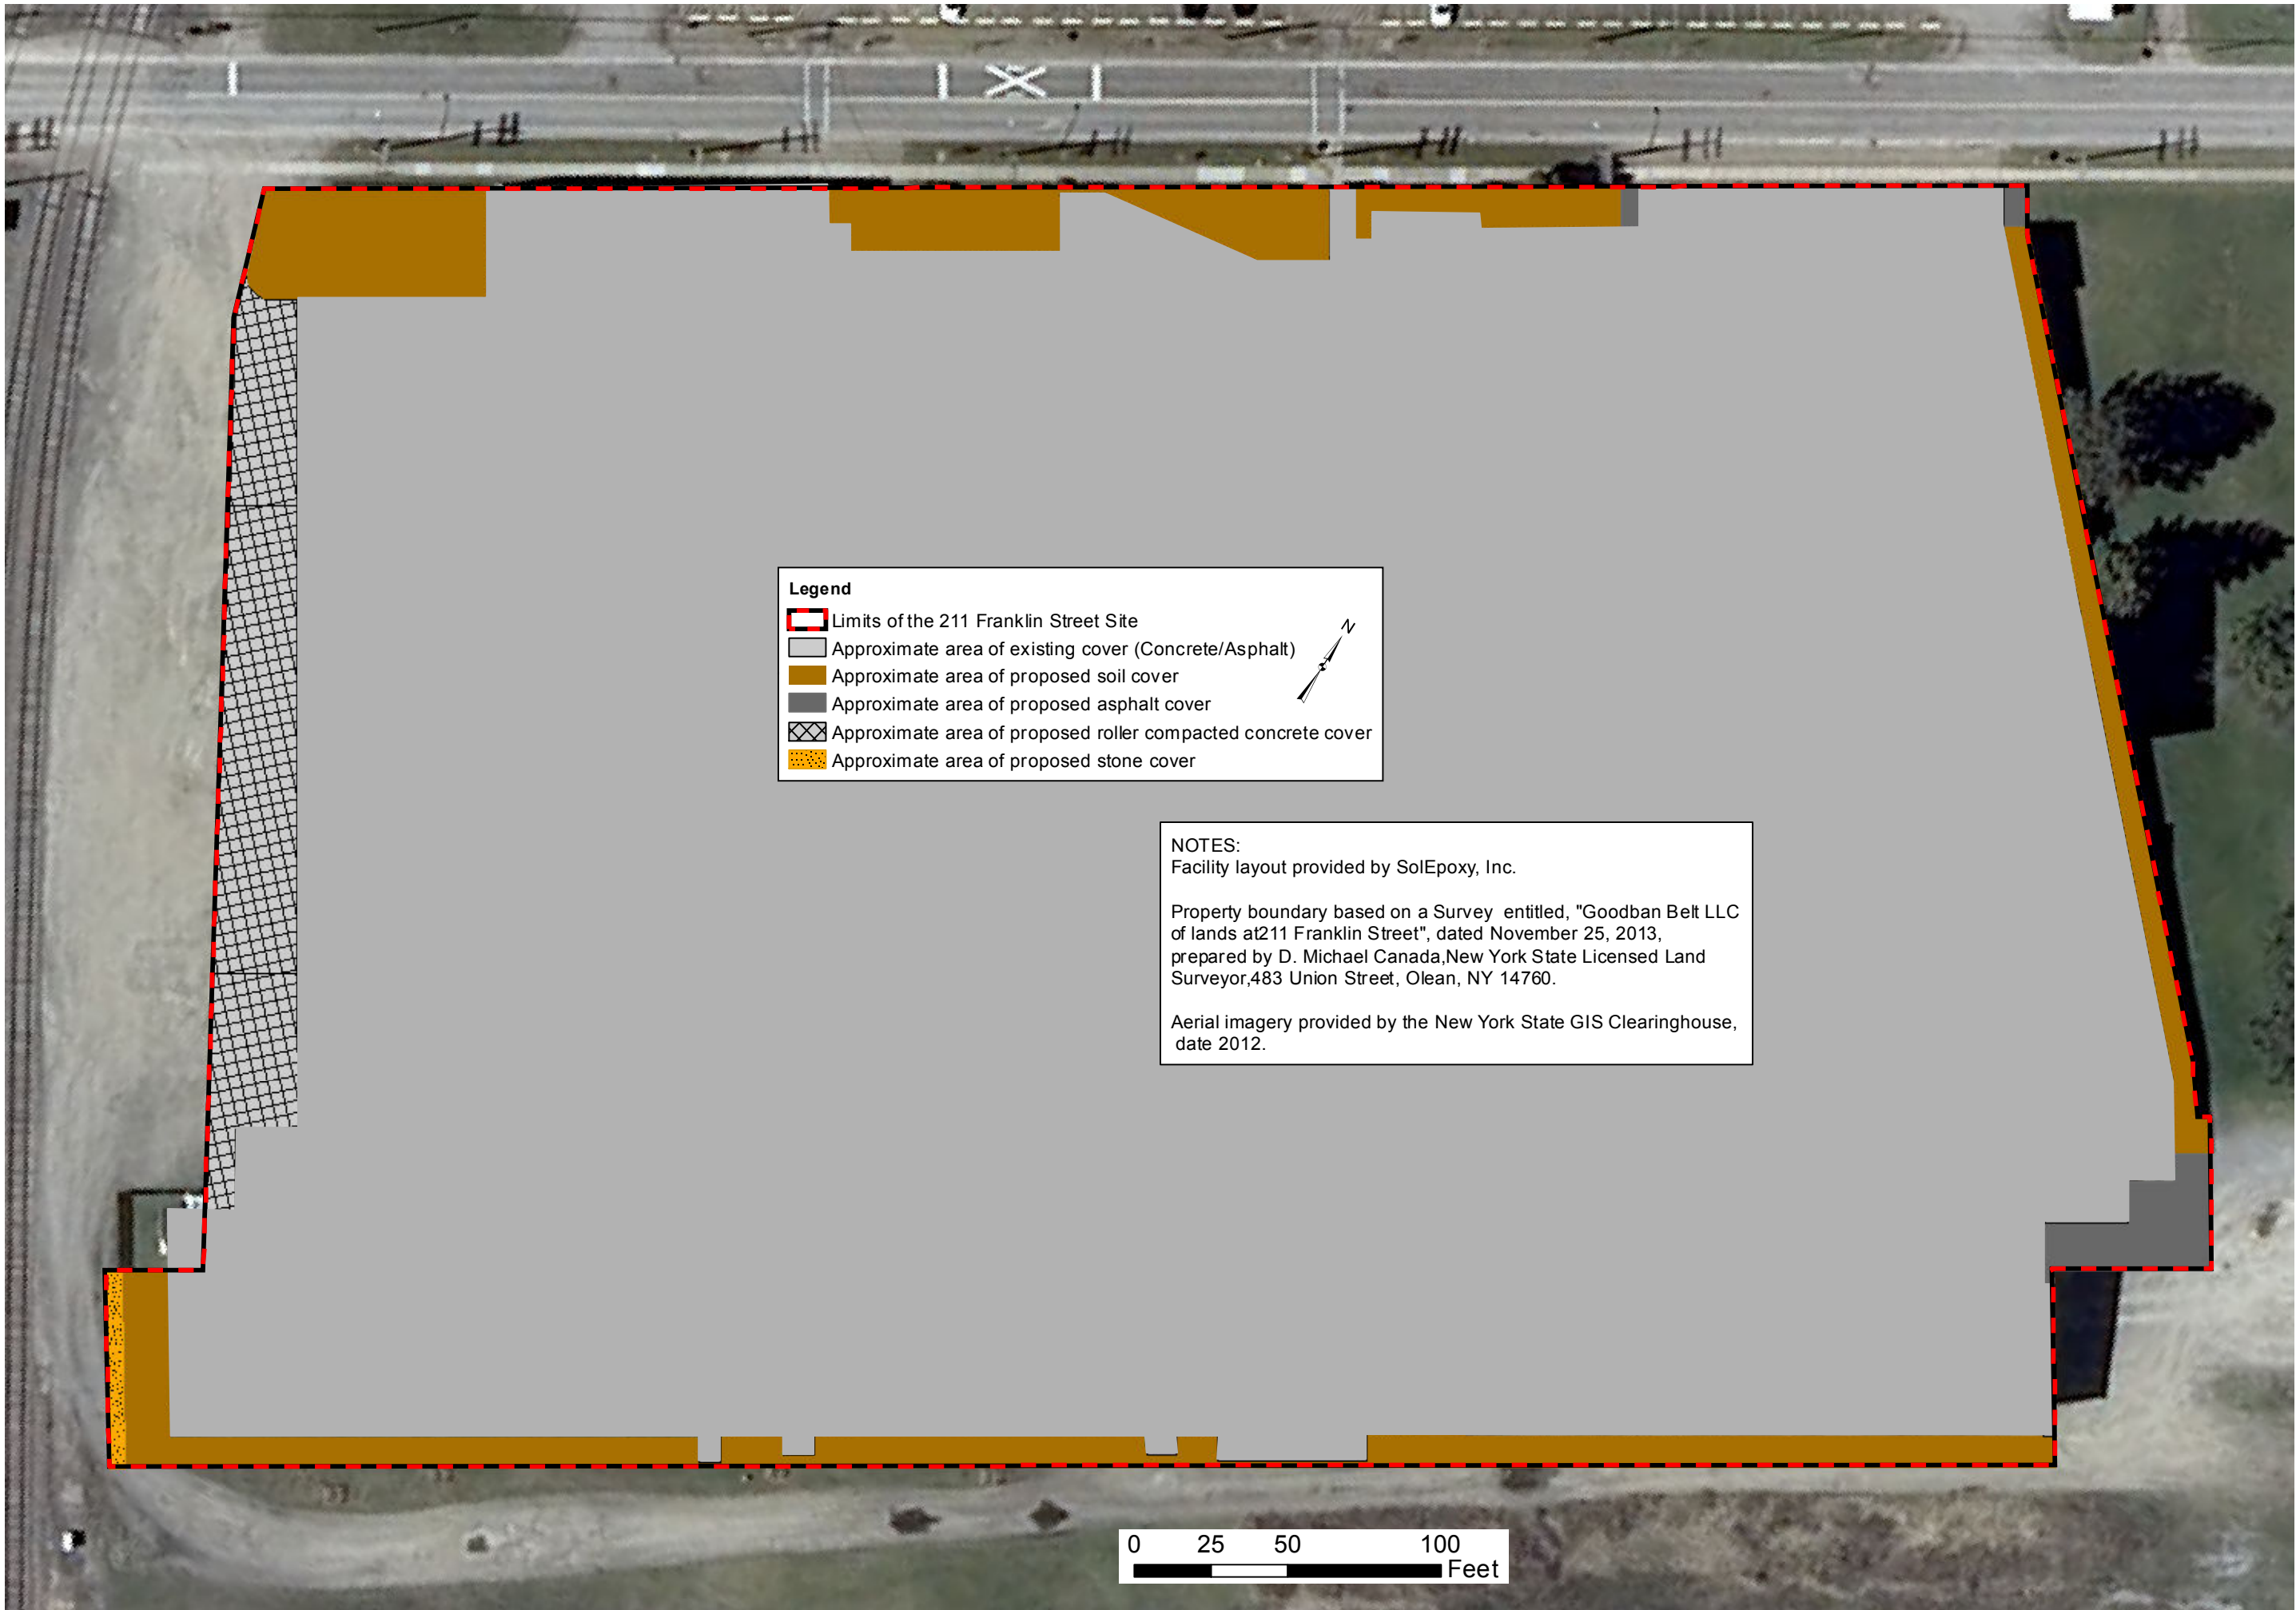 Legend
Limits of the 211 Franklin Street Site
Approximate area of existing cover (Concrete/Asphalt)
N
Approximate area of proposed soil cover
Approximate area of proposed asphalt cover
Approximate area of proposed roller compacted concrete cover
Approximate area of proposed stone cover
NOTES:
Facility layout provided by SolEpoxy, Inc.
Property boundary based on a Survey entitled, "Goodban Belt LLC
of lands at211 Franklin Street", dated November 25, 2013,
prepared by D. Michael Canada,New York State Licensed Land
Surveyor,483 Union Street, Olean, NY 14760.
Aerial imagery provided by the New York State GIS Clearinghouse,
date 2012.
0 25 50 100
Feet